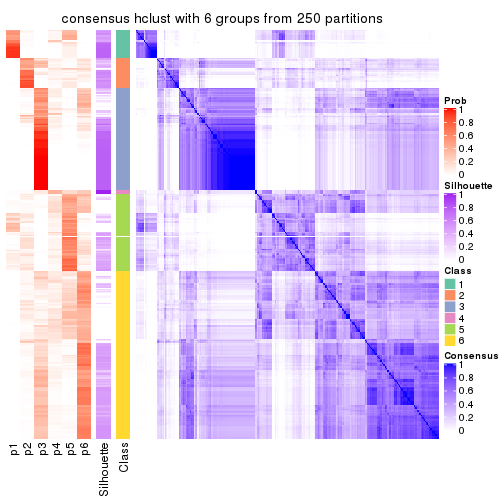 consensus hclust with 6 groups from 250 partitions
Prob
1
0.8
0.6
0.4
0.2
0
Silhouette
1
0.8
0.6
0.4
0.2
0
Class
1
2
3
4
5
6
Consensus
1
0.8
0.6
0.4
0.2
0
p1
p2
p3
p4
p5
p6
Silhouette
Class